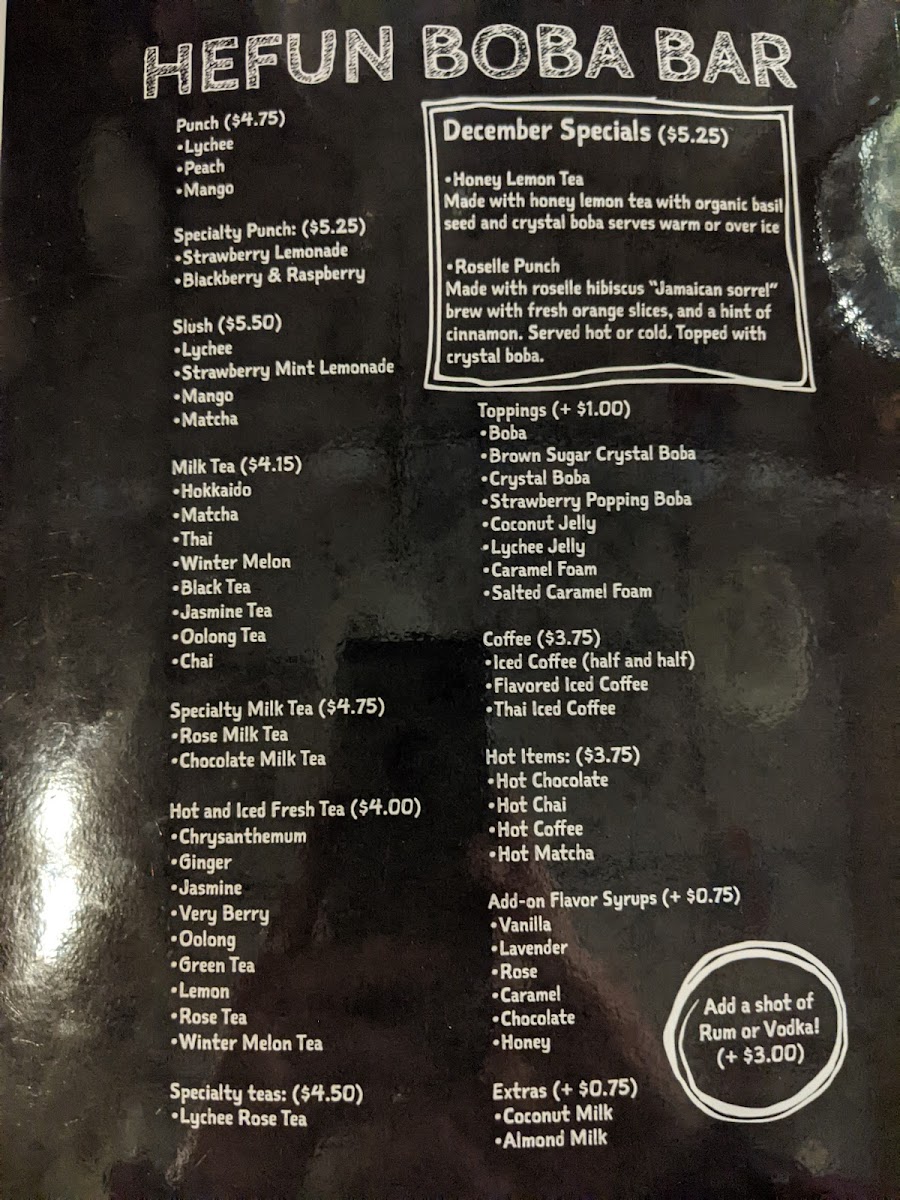 HEFUN BOBA BAR
Punch ($4.75)
•Lychee
•Peach
•Mango
Specialty Punch: ($5.25)
•Strawberry Lemonade
•Blackberry & Raspberry
Slush ($5.50)
•Lychee
•Strawberry Mint Lemonade
•Mango
•Matcha
Milk Tea ($4.15)
•Hokkaido
•Matcha
•Thai
•Winter Melon
•Black Tea
•Jasmine Tea
•Oolong Tea
•Chai
Specialty Milk Tea ($4.75)
•Rose Milk Tea
•Chocolate Milk Tea
Hot and Iced Fresh Tea ($4.00)
•Chrysanthemum
•Ginger
•Jasmine
•Very Berry
•Oolong
•Green Tea
•Lemon
•Rose Tea
•Winter Melon Tea
Specialty teas: ($4.50)
•Lychee Rose Tea
December Specials ($5.25)
•Honey Lemon Tea
Made with honey lemon tea with organic basil
seed and crystal boba serves warm or over ice
•Roselle Punch
Made with roselle hibiscus "Jamaican sorrel"
brew with fresh orange slices, and a hint of
cinnamon. Served hot or cold. Topped with
crystal boba.
Toppings (+ $1.00)
•Boba
•Brown Sugar Crystal Boba
•Crystal Boba
•Strawberry Popping Boba
•Coconut Jelly
•Lychee Jelly
•Caramel Foam
•Salted Caramel Foam
Coffee ($3.75)
•Iced Coffee (half and half)
•Flavored Iced Coffee
•Thai Iced Coffee
Hot Items: ($3.75)
•Hot Chocolate
•Hot Chai
•Hot Coffee
•Hot Matcha
Add-on Flavor Syrups (+ $0.75)
•Vanilla
•Lavender
•Rose
•Caramel
•Chocolate
•Honey
Extras (+ $0.75)
•Coconut Milk
•Almond Milk
Add a shot of
Rum or Vodka!
(+ $3.00)